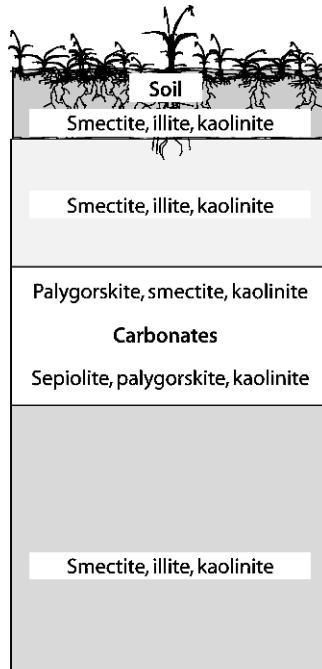 Soil
Smectite, illite, kaolinite
Smectite, illite, kaolinite
Palygorskite, smectite, kaolinite
Carbonates
Sepiolite, palygorskite, kaolinite
Smectite, illite, kaolinite